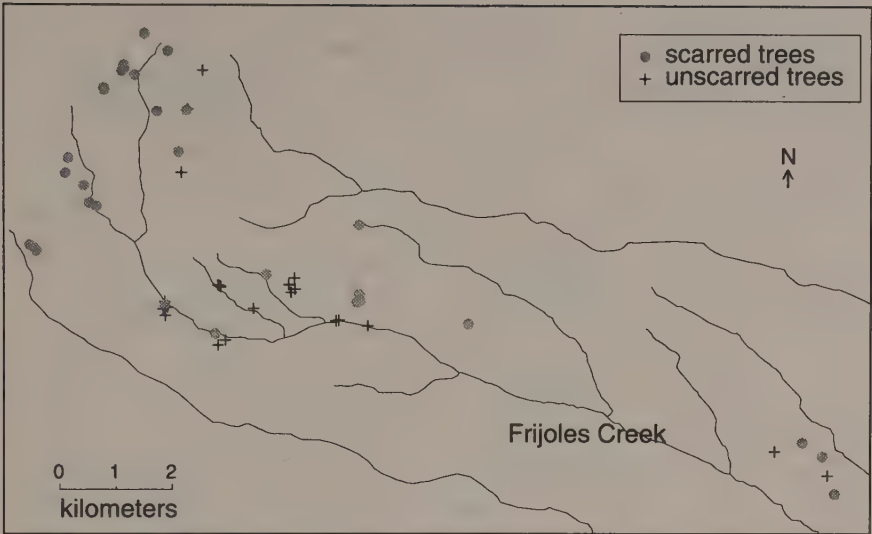 scarred trees
+ unscarred trees
N
↑
Frijoles Creek
0 1 2
kilometers